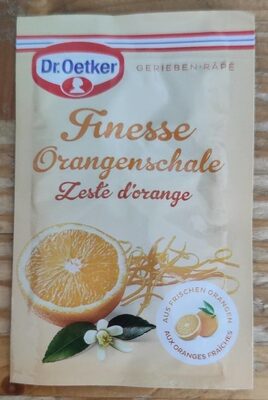 Dr.Oetker
GERIEBEN·RÂPÉ
Finesse
Orangenschale
Zeste d'orange
AUS FRISCHEN ORANGEN
AUX ORANGES FRAÎCHES